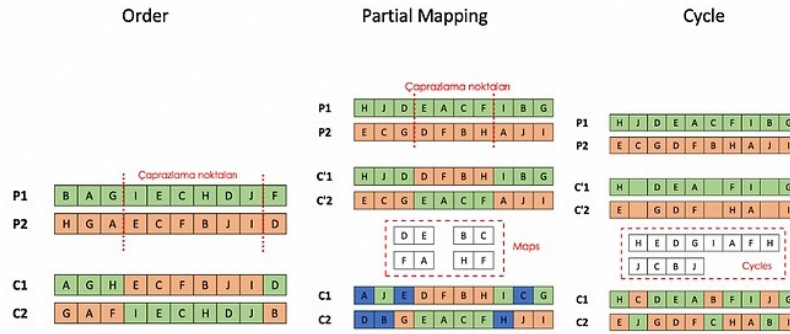 Order
Çaprazlama noktaları
P1 B A G I E C H D J F
P2 H G A E C F B J I D
C1 A G H E C F B J I D
C2 G A F I E C H D J B
Partial Mapping
Çaprazlama noktaları
P1 H J D E A C F I B G
P2 E C G D F B H A J I
C'1 H J D D F B H I B G
C'2 E C G E A C F A J I
D E B C
F A H F
Maps
C1 A J E D F B H I C G
C2 D B G E A C F H J I
Cycle
P1 H J D E A C F I B G
P2 E C G D F B H A J I
C'1 H D E A F I G
C'2 E G D F H A I
H E D G I A F H
J C B J
Cycles
C1 H C D E A B F I J G
C2 E J G D F C H A B I